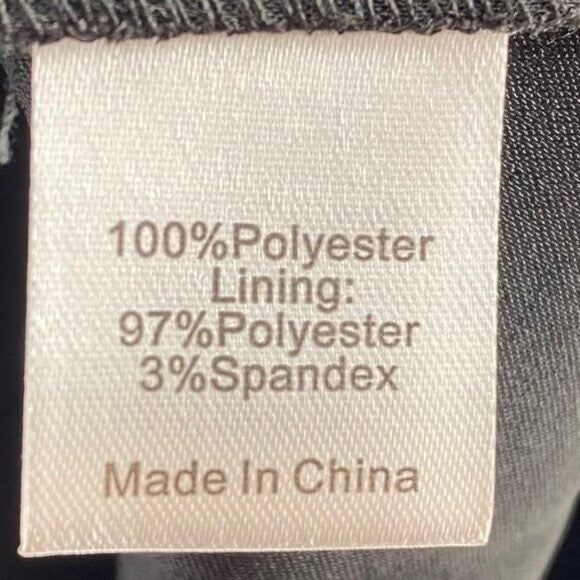 100%Polyester
Lining:
97%Polyester
3%Spandex
Made In China